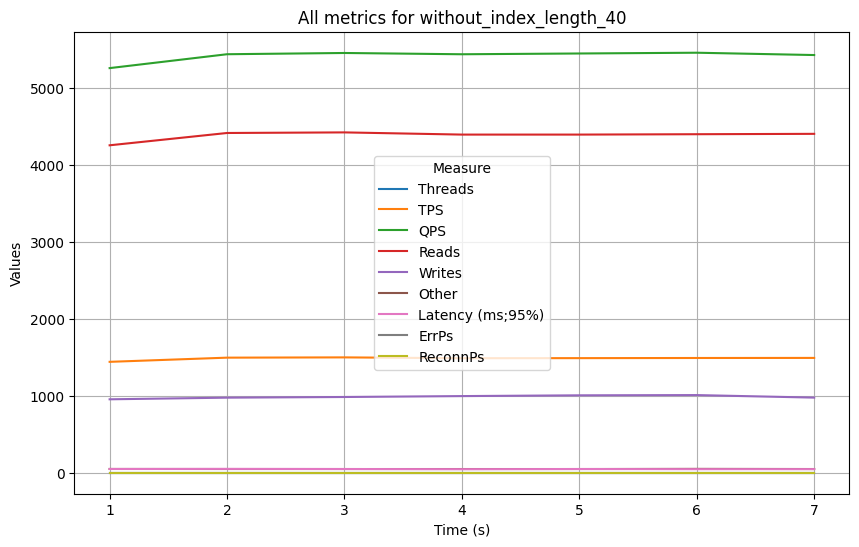 All metrics for without_index_length_40
Values
5000
4000
3000
2000
1000
0
Measure
Threads
TPS
QPS
Reads
Writes
Other
Latency (ms;95%)
ErrPs
ReconnPs
1 2 3 4 5 6 7
Time (s)